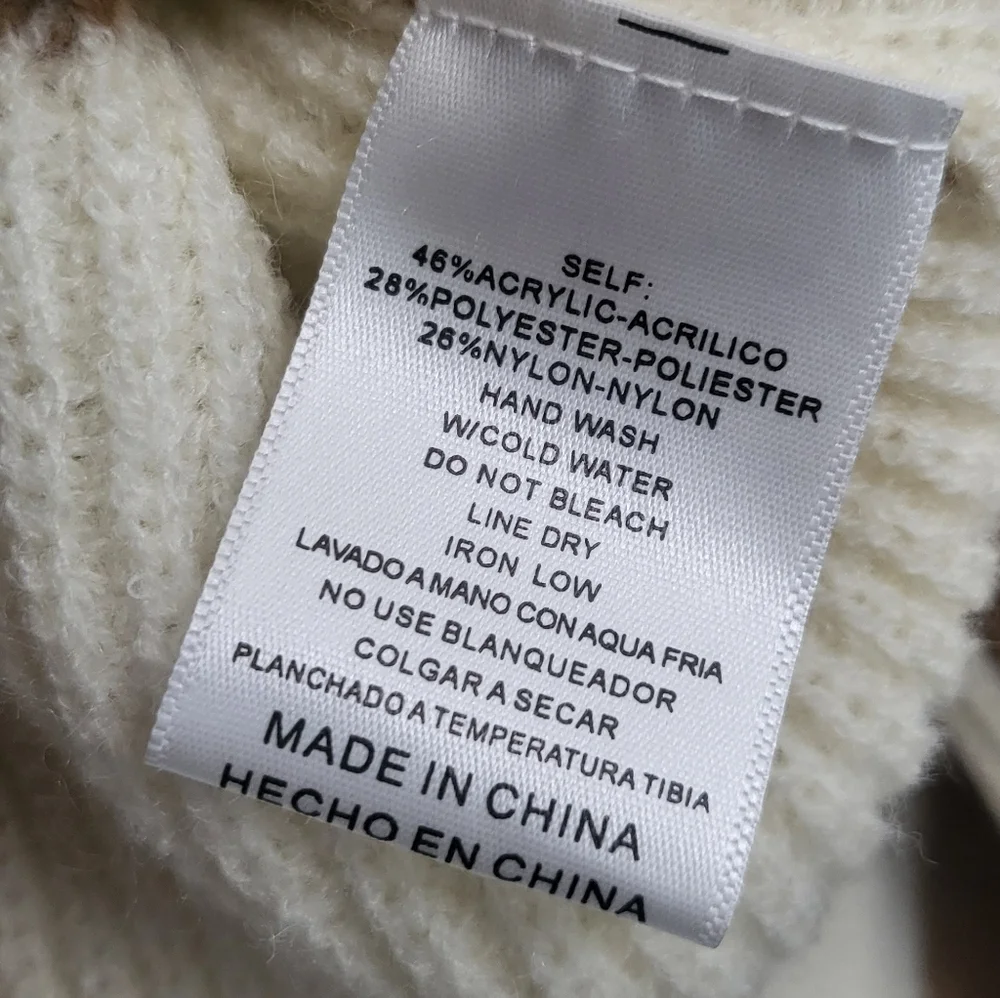 SELF:
46%ACRYLIC-ACRILICO
28%POLYESTER-POLIESTER
26%NYLON-NYLON
HAND WASH
W/COLD WATER
DO NOT BLEACH
LINE DRY
IRON LOW
LAVADO A MANO CON AQUA FRIA
NO USE BLANQUEADOR
COLGAR A SECAR
PLANCHADO A TEMPERATURA TIBIA
MADE IN CHINA
HECHO EN CHINA